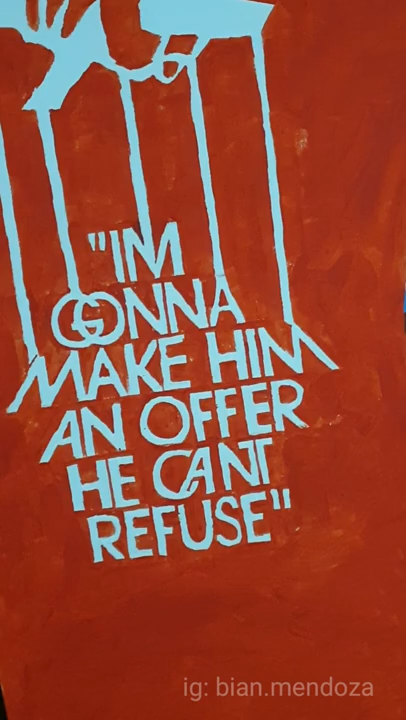 "IM
GONNA
MAKE HIM
AN OFFER
HE CANT
REFUSE"
ig: bian.mendoza